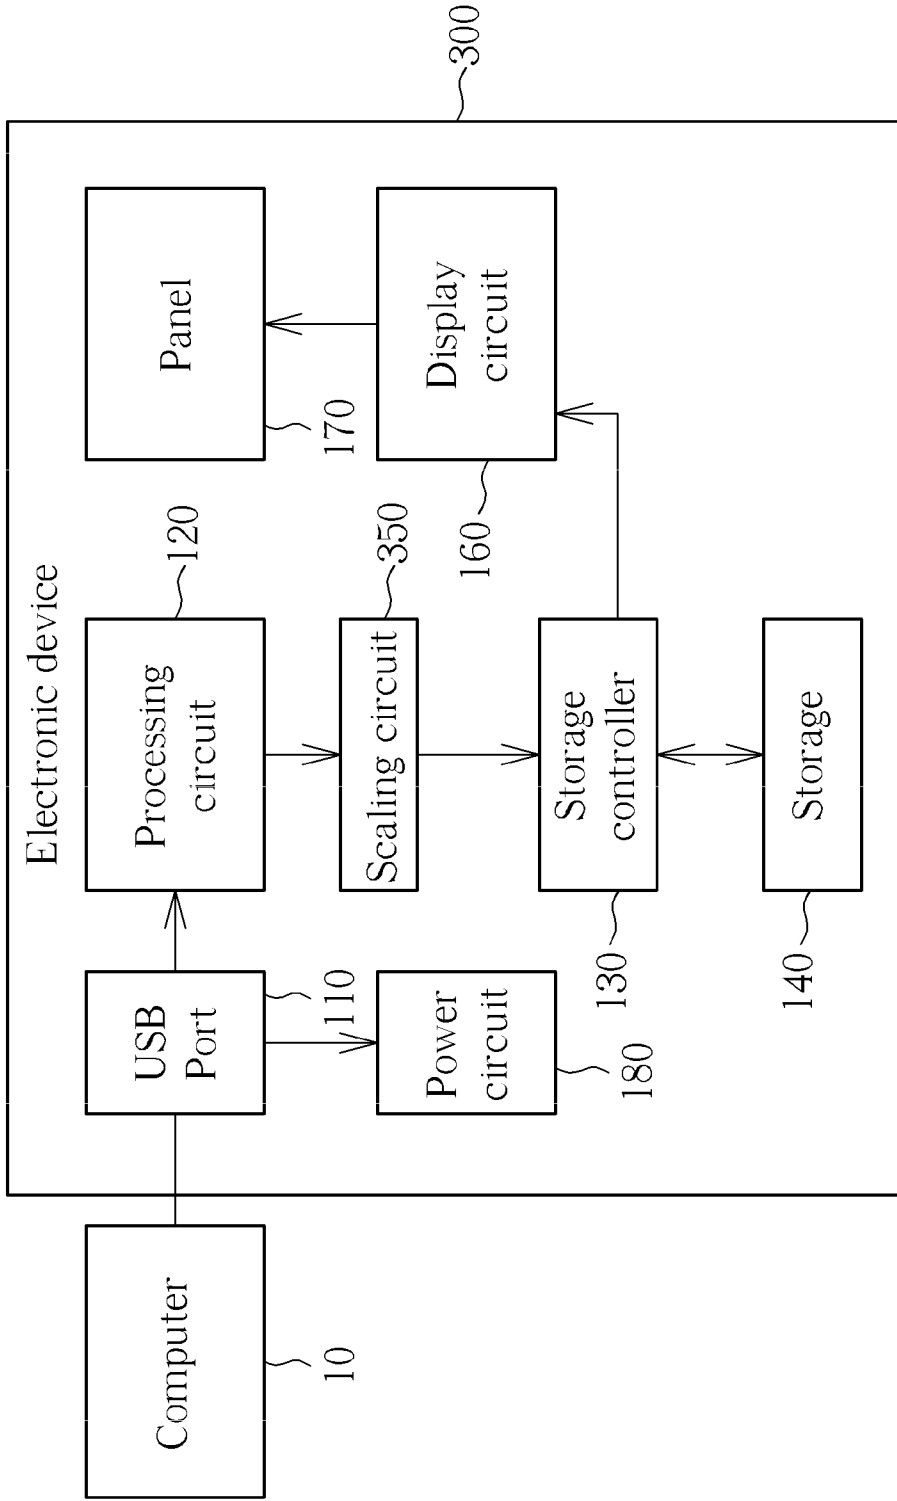 Electronic device
300
Computer
10
USB
Port
110
Processing
circuit
120
Panel
170
Power
circuit
180
Scaling circuit
350
Display
circuit
160
Storage
controller
130
Storage
140